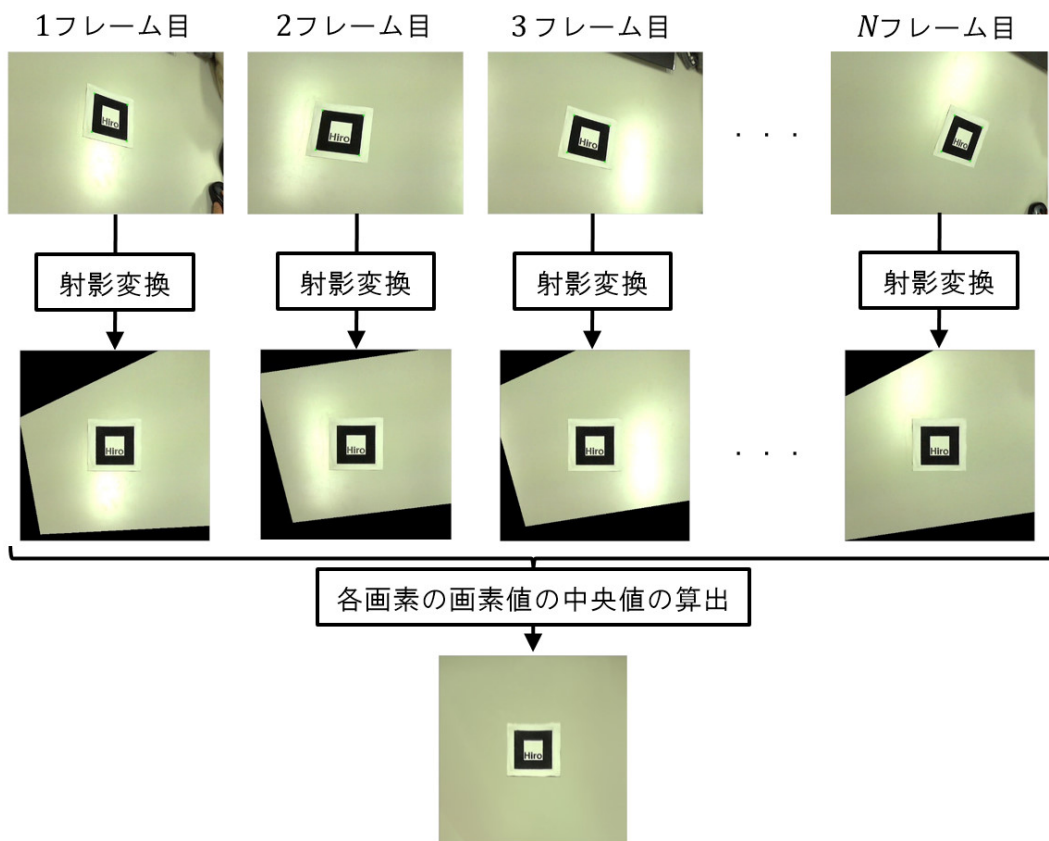 1フレーム目
2フレーム目
3フレーム目
Nフレーム目
Hiro
Hiro
Hiro
· · ·
Hiro
射影変換
射影変換
射影変換
射影変換
Hiro
Hiro
Hiro
· · ·
Hiro
各画素の画素値の中央値の算出
Hiro